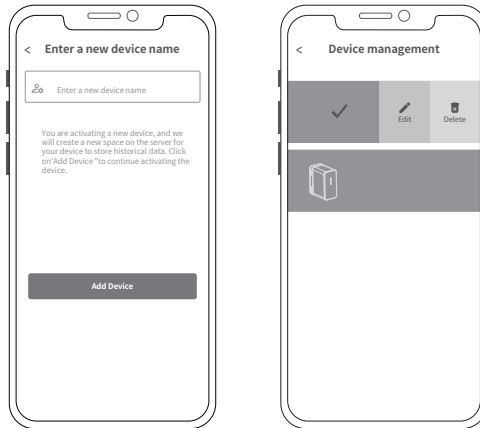 < Enter a new device name
Enter a new device name
You are activating a new device, and we
will create a new space on the server for
your device to store historical data. Click
on'Add Device "to continue activating the
device.
Add Device
< Device management
Edit
Delete